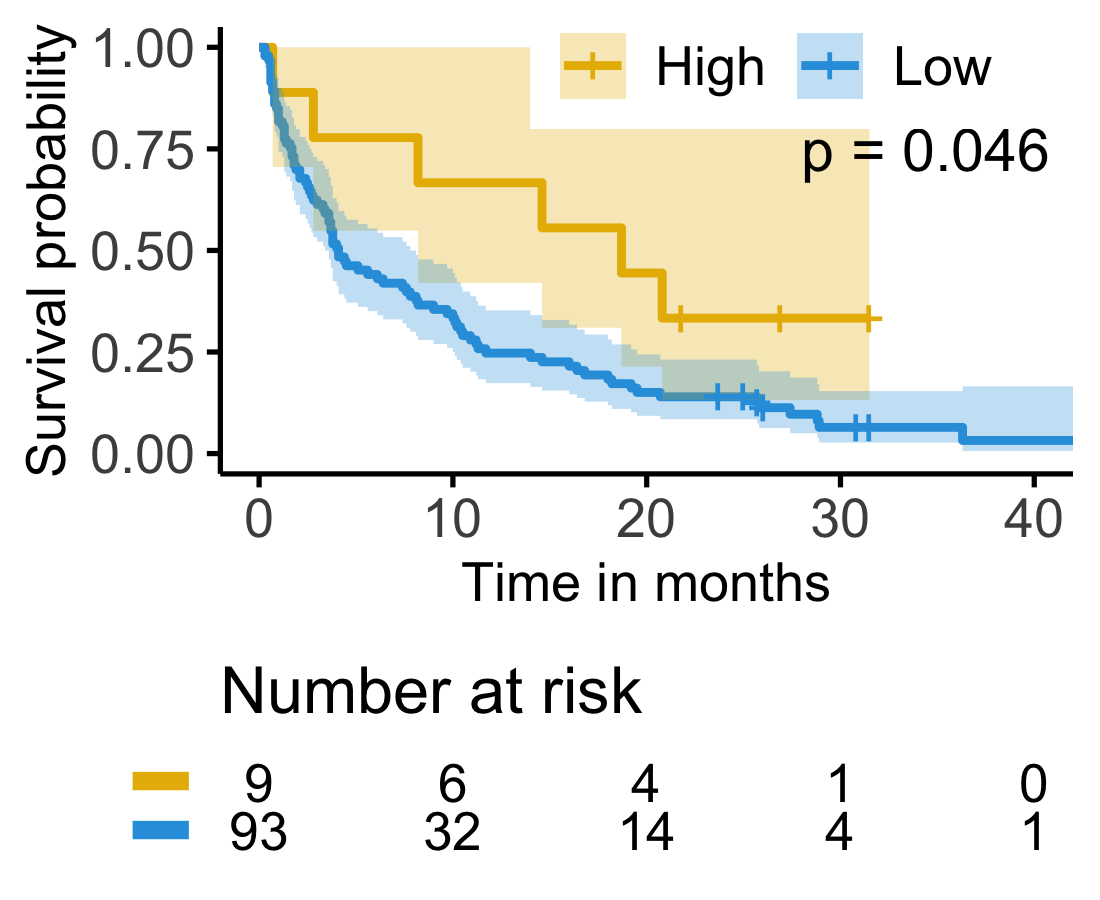 Survival probability
1.00
0.75
0.50
0.25
0.00
High Low
p = 0.046
0 10 20 30 40
Time in months
Number at risk
9 6 4 1 0
93 32 14 4 1